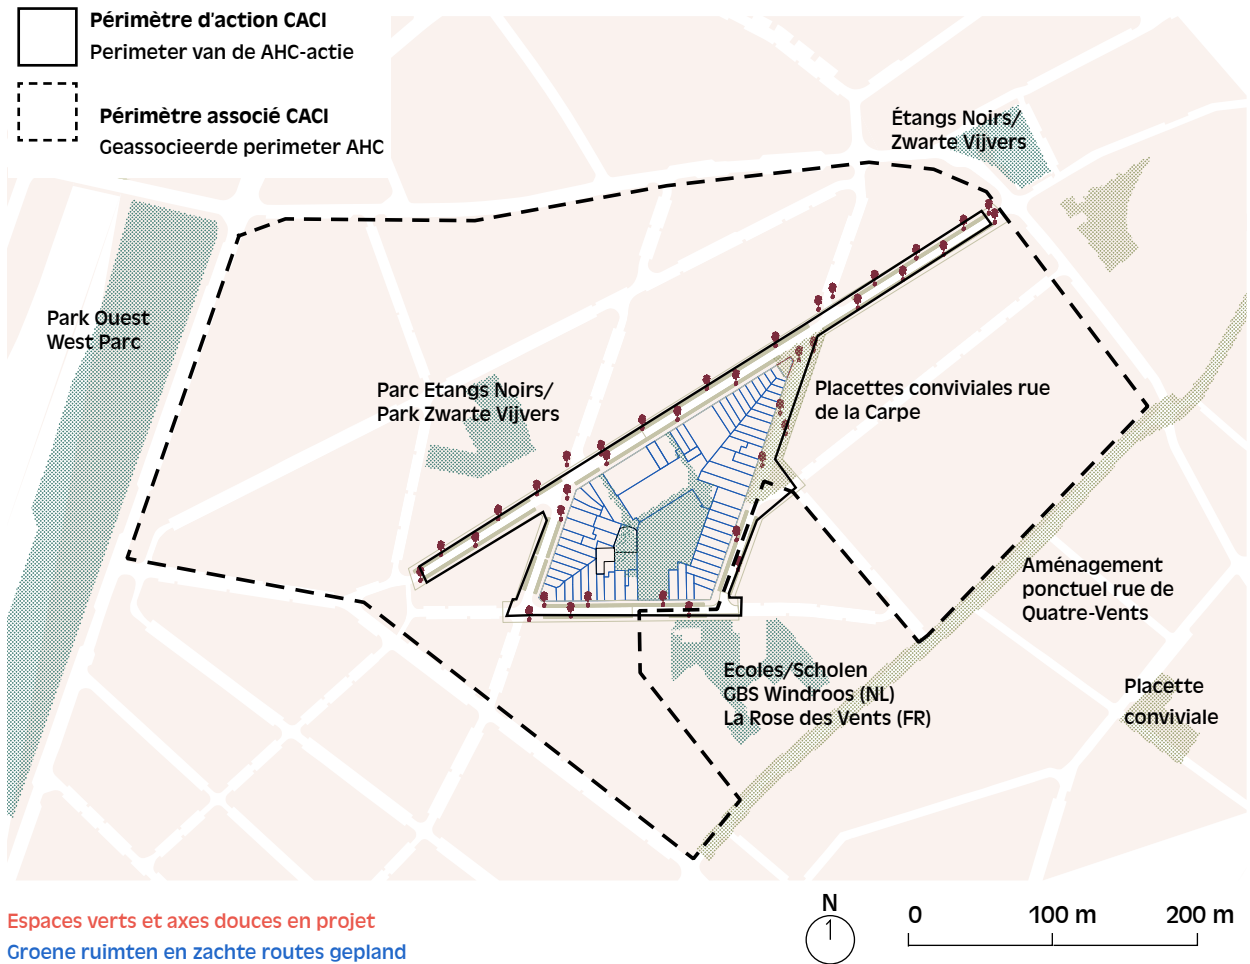 Périmètre d'action CACI
Perimeter van de AHC-actie
Périmètre associé CACI
Geassocieerde perimeter AHC
Étangs Noirs/
Zwarte Vijvers
Park Ouest
West Parc
Parc Etangs Noirs/
Park Zwarte Vijvers
Placettes conviviales rue
de la Carpe
Aménagement
ponctuel rue de
Quatre-Vents
Ecoles/Scholen
GBS Windroos (NL)
La Rose des Vents (FR)
Placette
conviviale
Espaces verts et axes douces en projet
Groene ruimten en zachte routes gepland
N
1
0 100 m 200 m